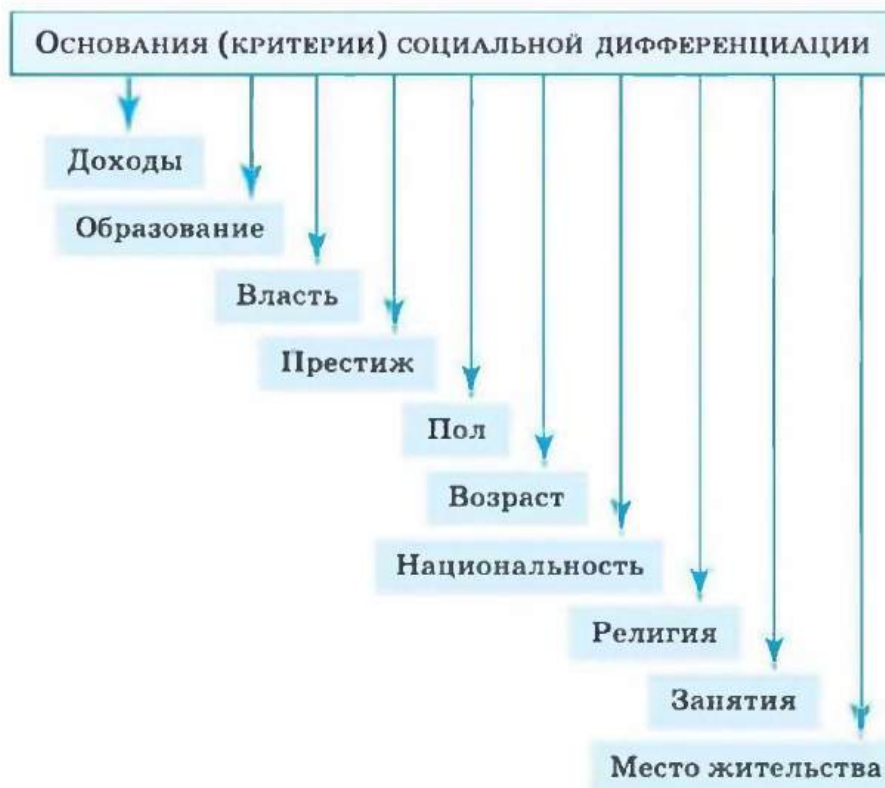 Основания (критерии) социальной дифференциации
Доходы
Образование
Власть
Престиж
Пол
Возраст
Национальность
Религия
Занятия
Место жительства